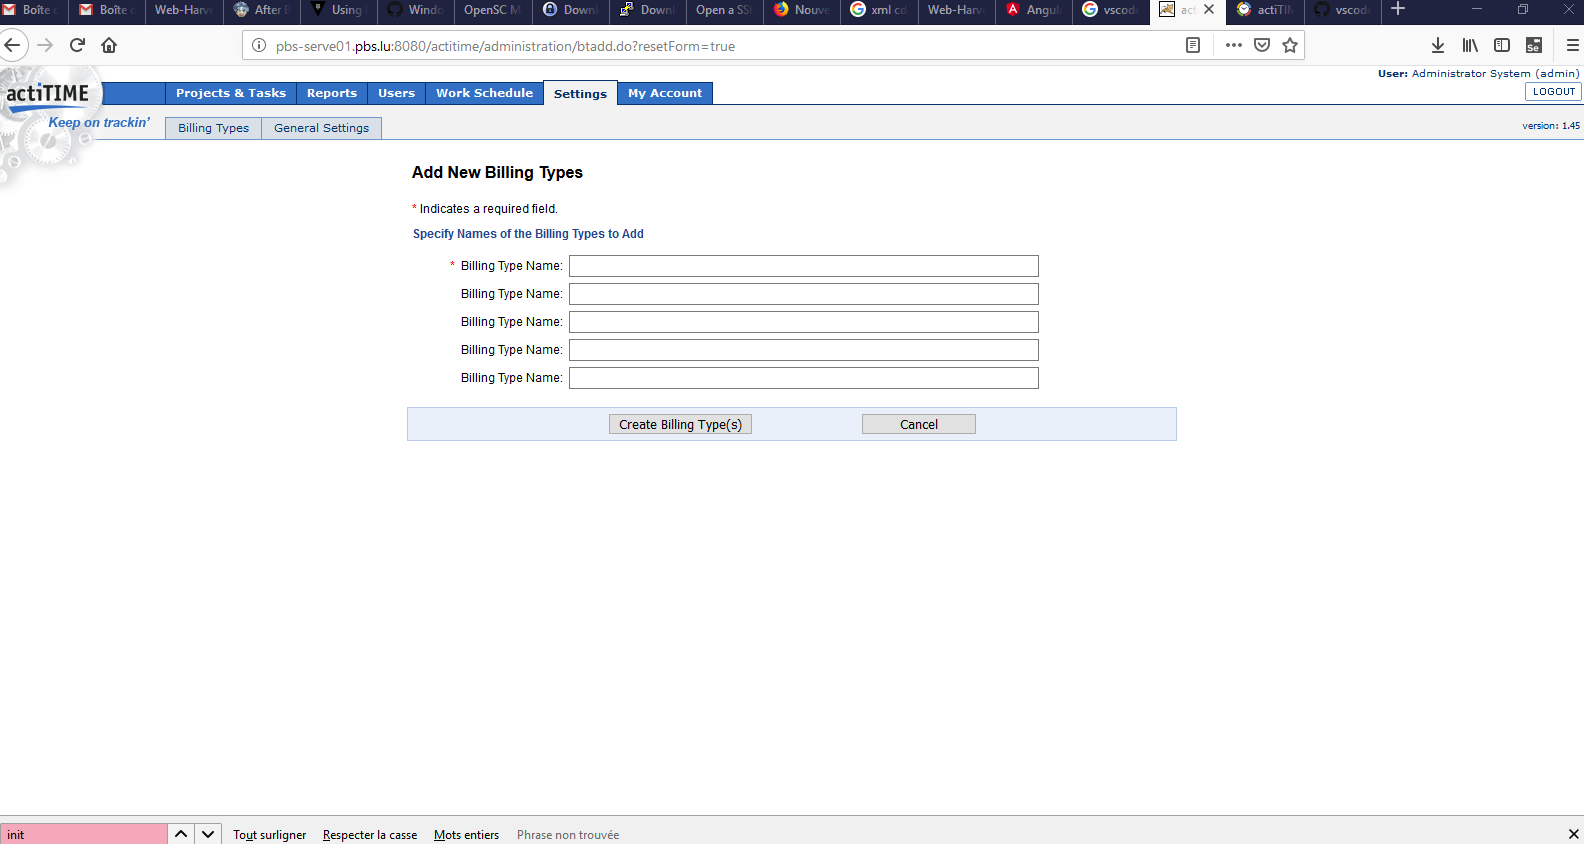 Boîte Boîte Web-Harv After Using Windo OpenSC M Downl Downl Open a SS Nouve xml cd Web-Harv Angul vscod act actiTI vscod
pbs-serve01.pbs.lu:8080/actitime/administration/btadd.do?resetForm=true
User: Administrator System (admin)
actiTIME
Projects & Tasks Reports Users Work Schedule Settings My Account
LOGOUT
Keep on trackin'
Billing Types General Settings
version: 1.45
Add New Billing Types
* Indicates a required field.
Specify Names of the Billing Types to Add
* Billing Type Name:
Billing Type Name:
Billing Type Name:
Billing Type Name:
Billing Type Name:
Create Billing Type(s) Cancel
init Tout surligner Respecter la casse Mots entiers Phrase non trouvée